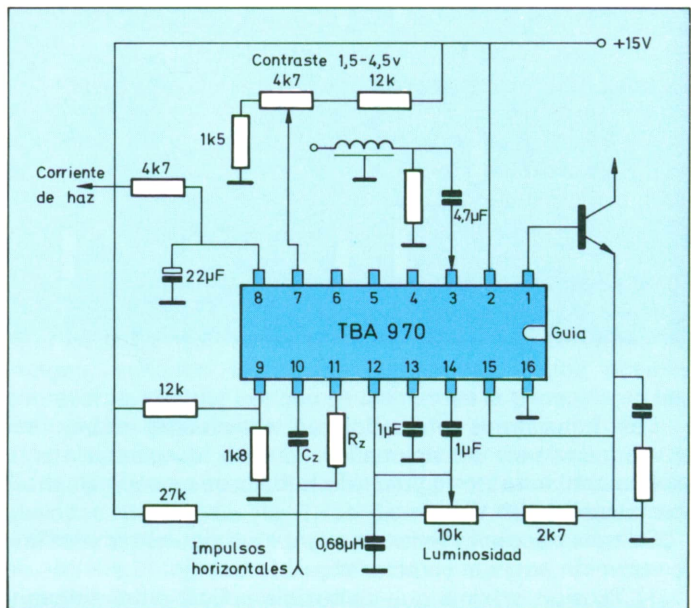 +15V
Contraste 1,5-4,5v
4k7
12k
1k5
Corriente
de haz
4k7
4,7µF
22µF
8 7 6 5 4 3 2 1
TBA 970
Guia
9 10 11 12 13 14 15 16
12k
1k8
Cz
Rz
1µF
1µF
27k
0,68µH
10k
2k7
Impulsos
horizontales
Luminosidad